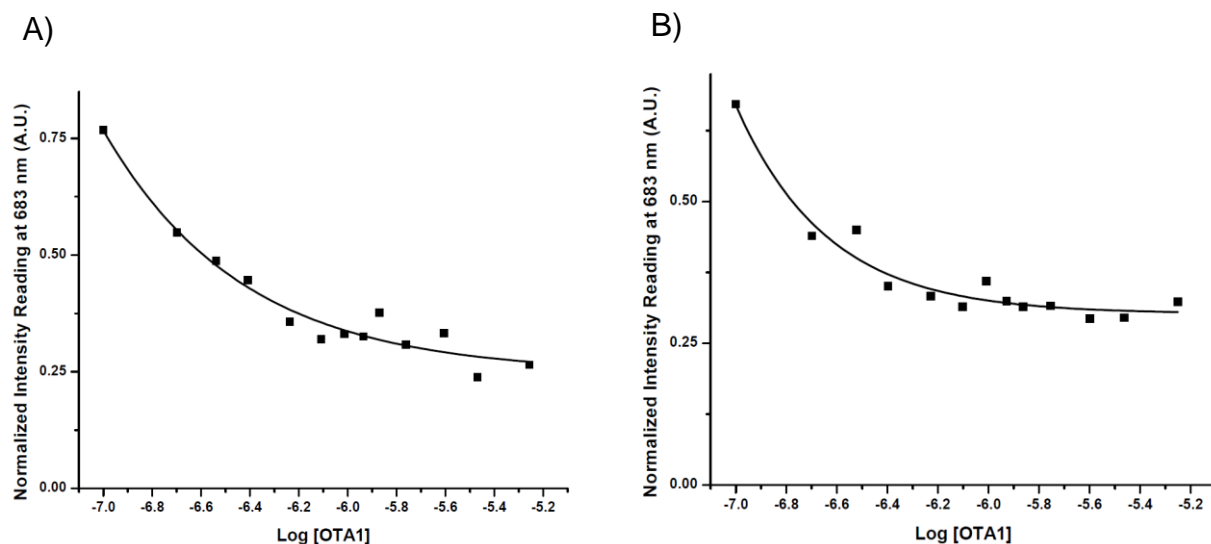 A)
Normalized Intensity Reading at 683 nm (A.U.)
0.75
0.50
0.25
0.00
-7.0 -6.8 -6.6 -6.4 -6.2 -6.0 -5.8 -5.6 -5.4 -5.2
Log [OTA1]
B)
Normalized Intensity Reading at 683 nm (A.U.)
0.50
0.25
0.00
-7.0 -6.8 -6.6 -6.4 -6.2 -6.0 -5.8 -5.6 -5.4 -5.2
Log [OTA1]